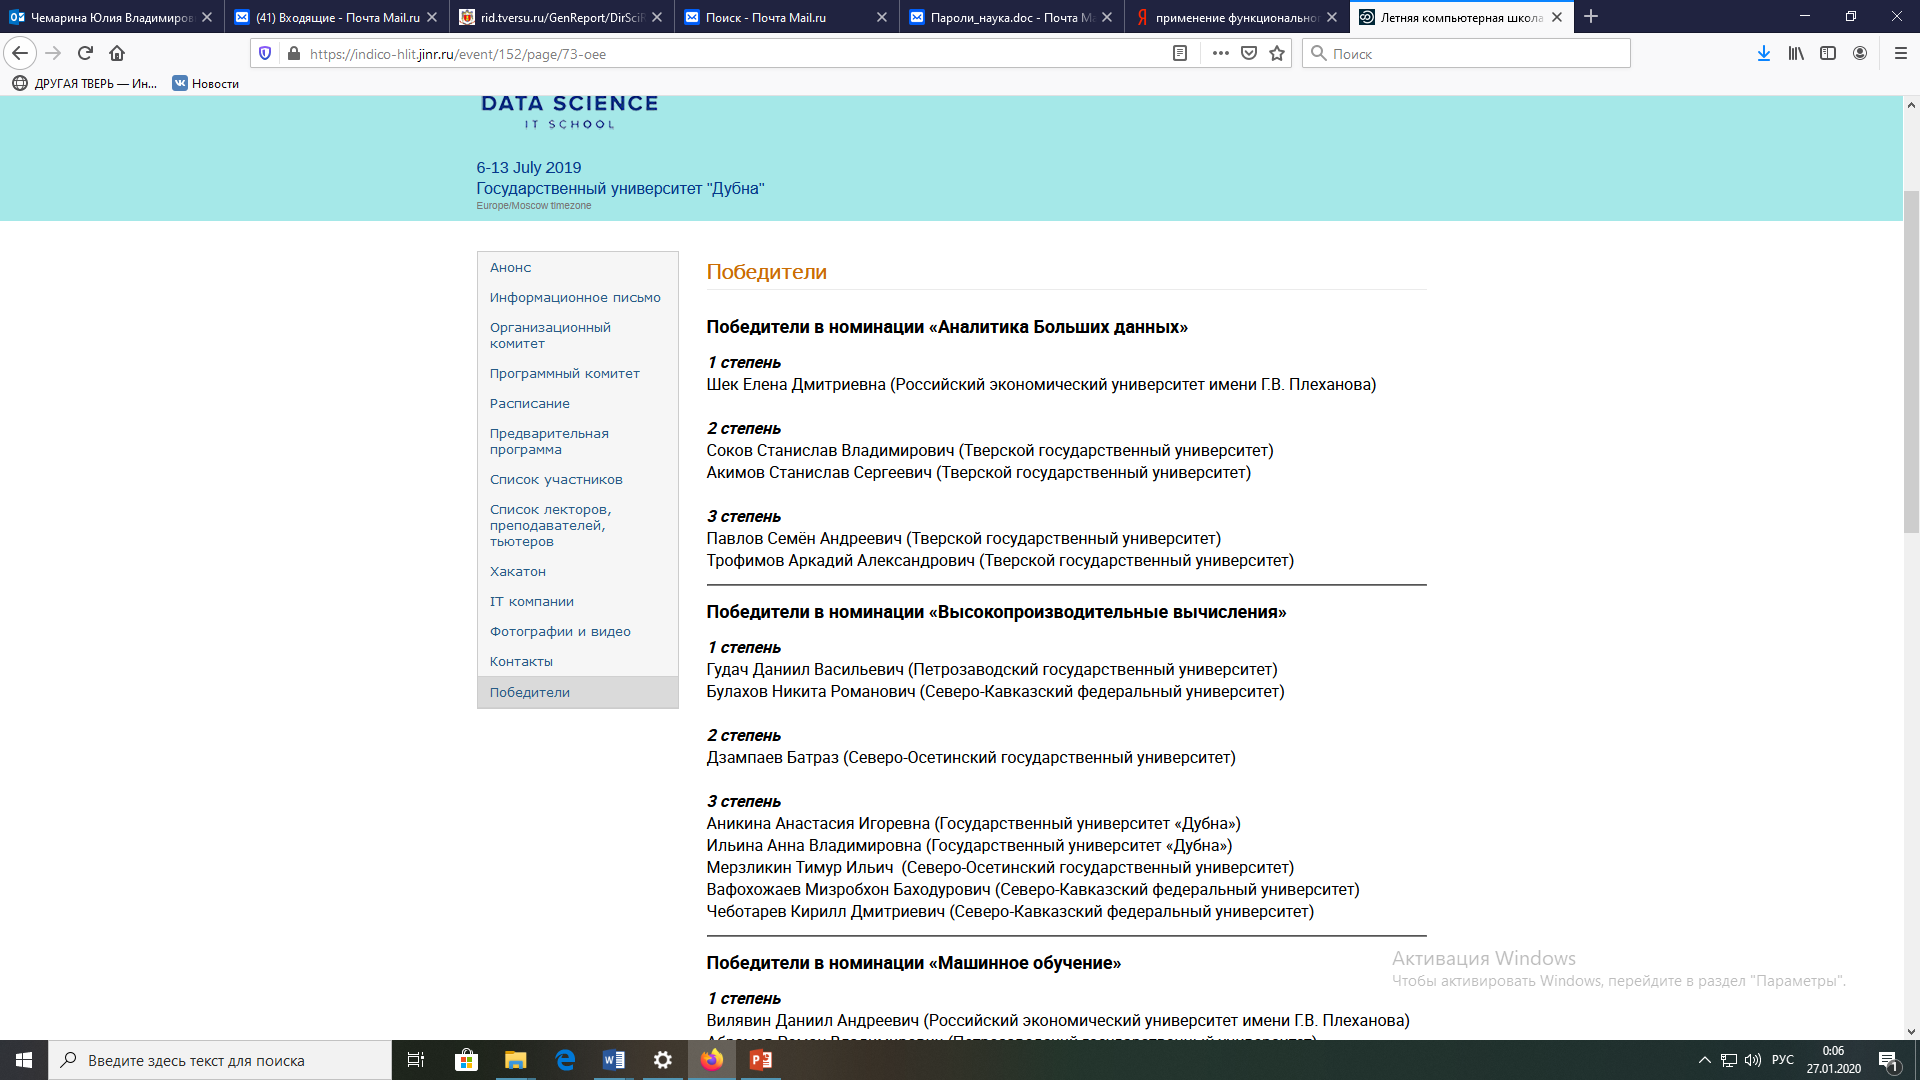 Чемарина Юлия Владимиров
(41) Входящие - Почта Mail.ru
rid.tversu.ru/GenReport/DirSciR
Поиск - Почта Mail.ru
Пароли_наука.doc - Почта Ma
применение функционально
Летняя компьютерная школа
https://indico-hlit.jinr.ru/event/152/page/73-oee
Поиск
ДРУГАЯ ТВЕРЬ — Ин...
Новости
DATA SCIENCE
IT SCHOOL
6-13 July 2019
Государственный университет "Дубна"
Europe/Moscow timezone
Анонс
Информационное письмо
Организационный
комитет
Программный комитет
Расписание
Предварительная
программа
Список участников
Список лекторов,
преподавателей,
тьютеров
Хакатон
IT компании
Фотографии и видео
Контакты
Победители
Победители
Победители в номинации «Аналитика Больших данных»
1 степень
Шек Елена Дмитриевна (Российский экономический университет имени Г.В. Плеханова)
2 степень
Соков Станислав Владимирович (Тверской государственный университет)
Акимов Станислав Сергеевич (Тверской государственный университет)
3 степень
Павлов Семён Андреевич (Тверской государственный университет)
Трофимов Аркадий Александрович (Тверской государственный университет)
Победители в номинации «Высокопроизводительные вычисления»
1 степень
Гудач Даниил Васильевич (Петрозаводский государственный университет)
Булахов Никита Романович (Северо-Кавказский федеральный университет)
2 степень
Дзампаев Батраз (Северо-Осетинский государственный университет)
3 степень
Аникина Анастасия Игоревна (Государственный университет «Дубна»)
Ильина Анна Владимировна (Государственный университет «Дубна»)
Мерзликин Тимур Ильич (Северо-Осетинский государственный университет)
Вафохожаев Мизробхон Баходурович (Северо-Кавказский федеральный университет)
Чеботарев Кирилл Дмитриевич (Северо-Кавказский федеральный университет)
Победители в номинации «Машинное обучение»
1 степень
Вилявин Даниил Андреевич (Российский экономический университет имени Г.В. Плеханова)
Активация Windows
Чтобы активировать Windows, перейдите в раздел "Параметры".
Введите здесь текст для поиска
РУС
0:06
27.01.2020
1